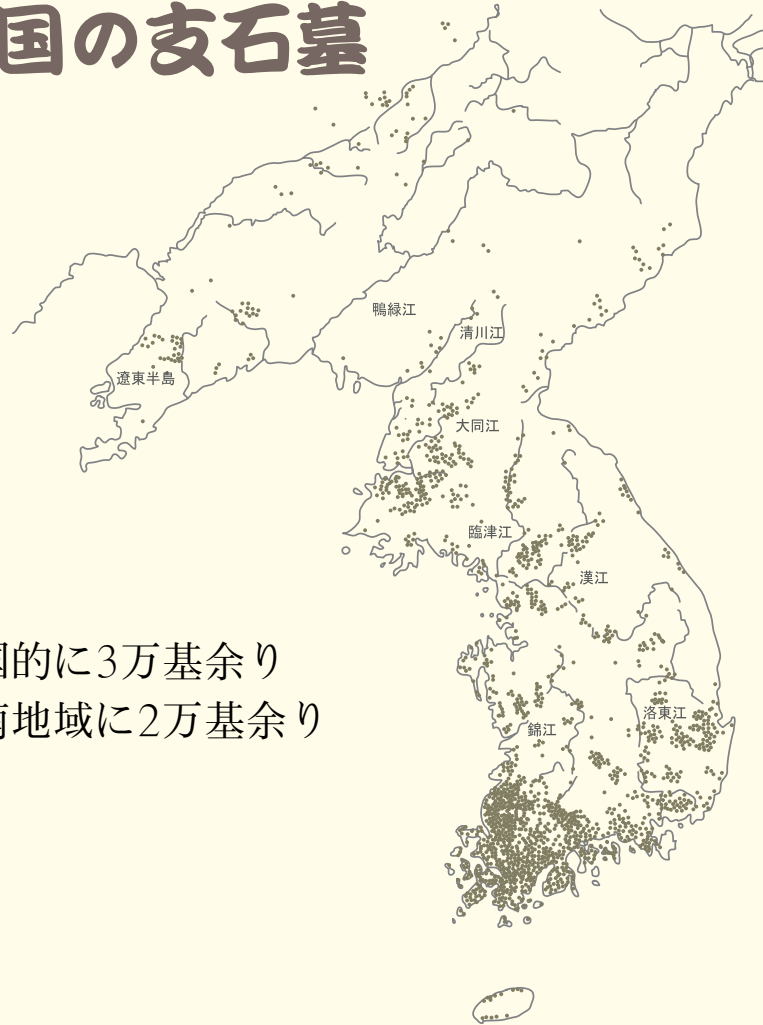 国の支石墓
鴨緑江
清川江
遼東半島
大同江
臨津江
漢江
的に3万基余り
地域に2万基余り
洛東江
錦江